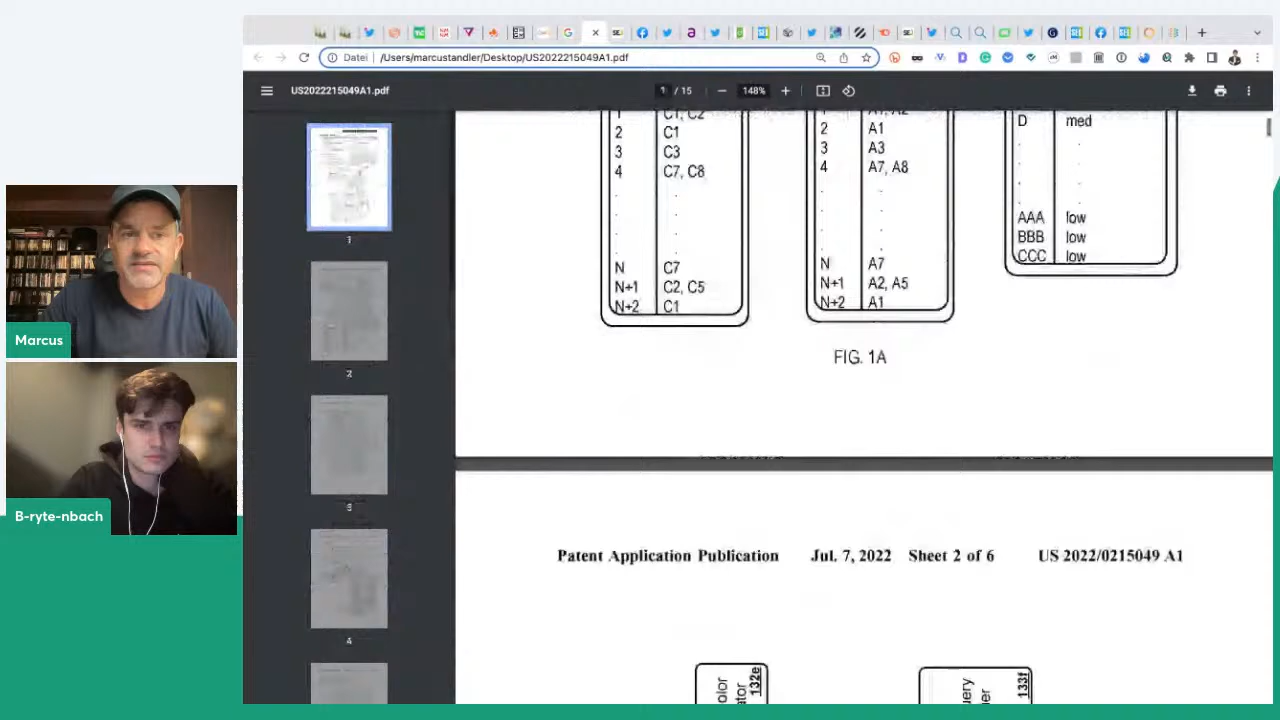 Datei
/Users/marcustandler/Desktop/US2022215049A1.pdf
US2022215049A1.pdf
1 / 15
148%
1 C1, C2
2 C1
3 C3
4 C7, C8
N C7
N+1 C2, C5
N+2 C1
2 A1
3 A3
4 A7, A8
N A7
N+1 A2, A5
N+2 A1
D med
AAA low
BBB low
CCC low
FIG. 1A
Patent Application Publication Jul. 7, 2022 Sheet 2 of 6 US 2022/0215049 A1
132e
133f
1
2
3
4
Marcus
B-ryte-nbach